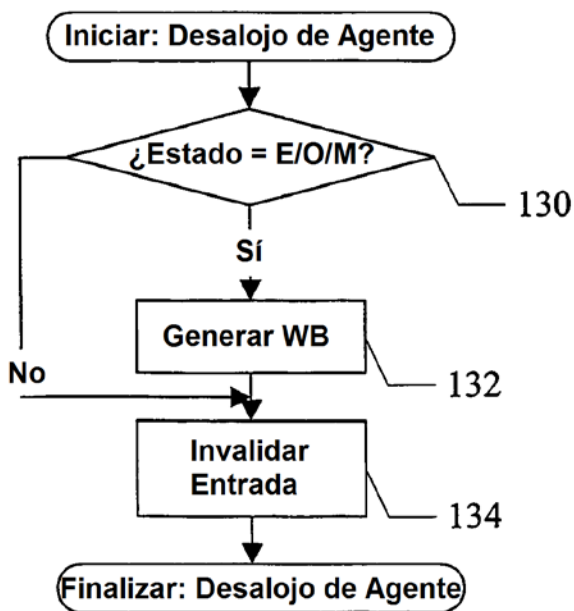 Iniciar: Desalojo de Agente
¿Estado = E/O/M?
130
Sí
Generar WB
132
No
Invalidar
Entrada
134
Finalizar: Desalojo de Agente